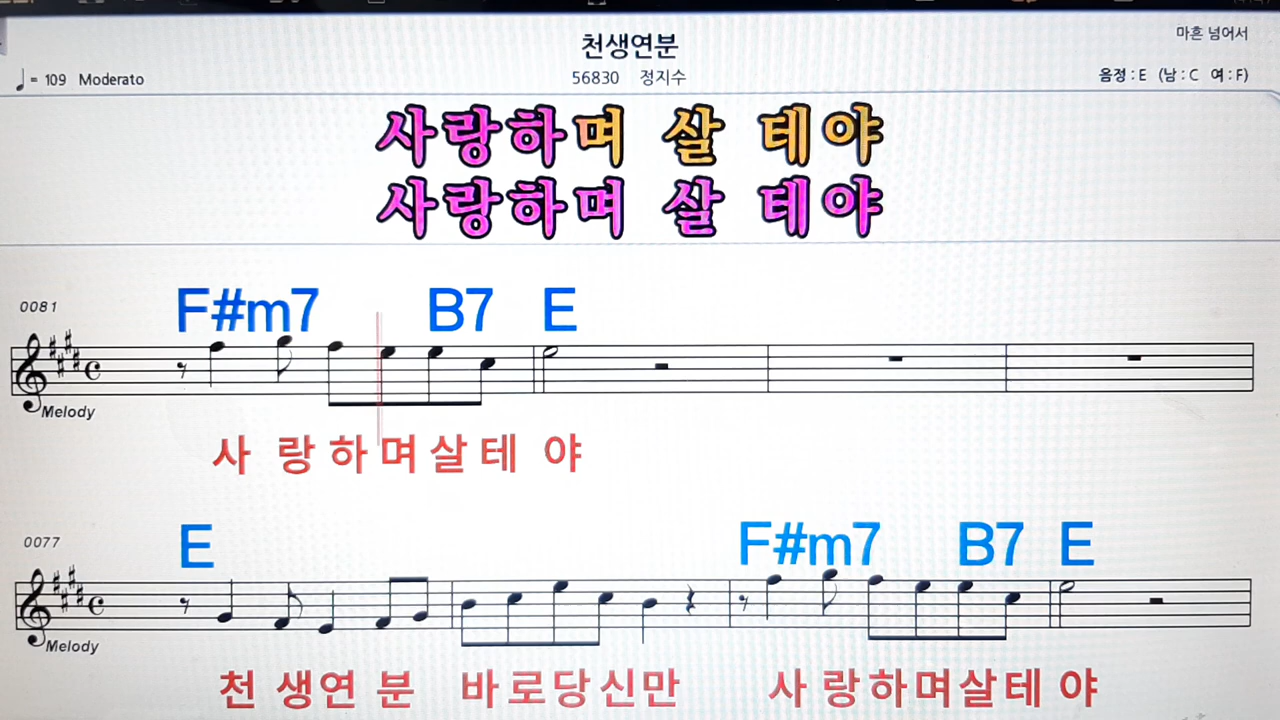 천생연분
마흔 넘어서
♩ = 109 Moderato
56830 정지수
음정 : E (남 : C 여 : F)
사랑하며 살 테야
사랑하며 살 테야
0081
F#m7 B7 E
Melody
사 랑 하 며 살 테 야
0077
E F#m7 B7 E
Melody
천 생 연 분 바 로 당 신 만 사 랑 하 며 살 테 야